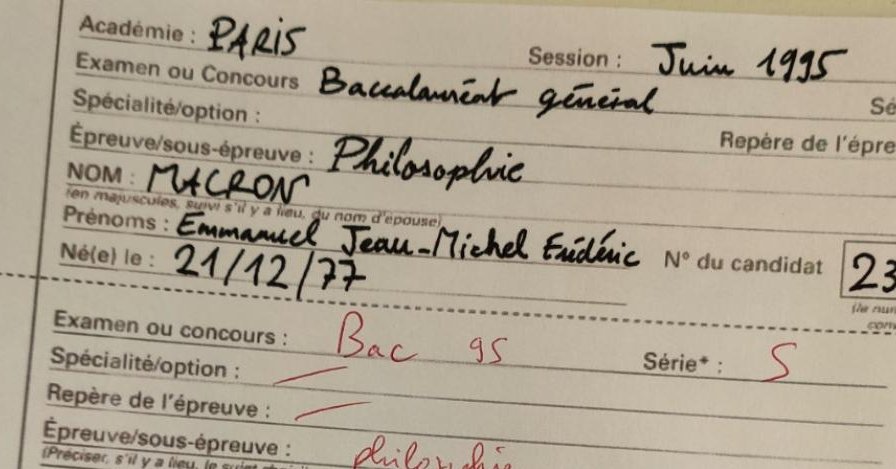 Académie : PARIS Session : Juin 1995
Examen ou Concours Baccalauréat général Sé
Spécialité/option : Repère de l'épre
Épreuve/sous-épreuve : Philosophie
NOM : MACRON
(en majuscules, suivi s'il y a lieu, du nom d'épouse)
Prénoms : Emmanuel Jean-Michel Frédéric N° du candidat 23
Né(e) le : 21/12/77
Examen ou concours : Bac 95 Série* : S
Spécialité/option :
Repère de l'épreuve :
Épreuve/sous-épreuve : philosophie
(Préciser, s'il y a lieu, le sujet